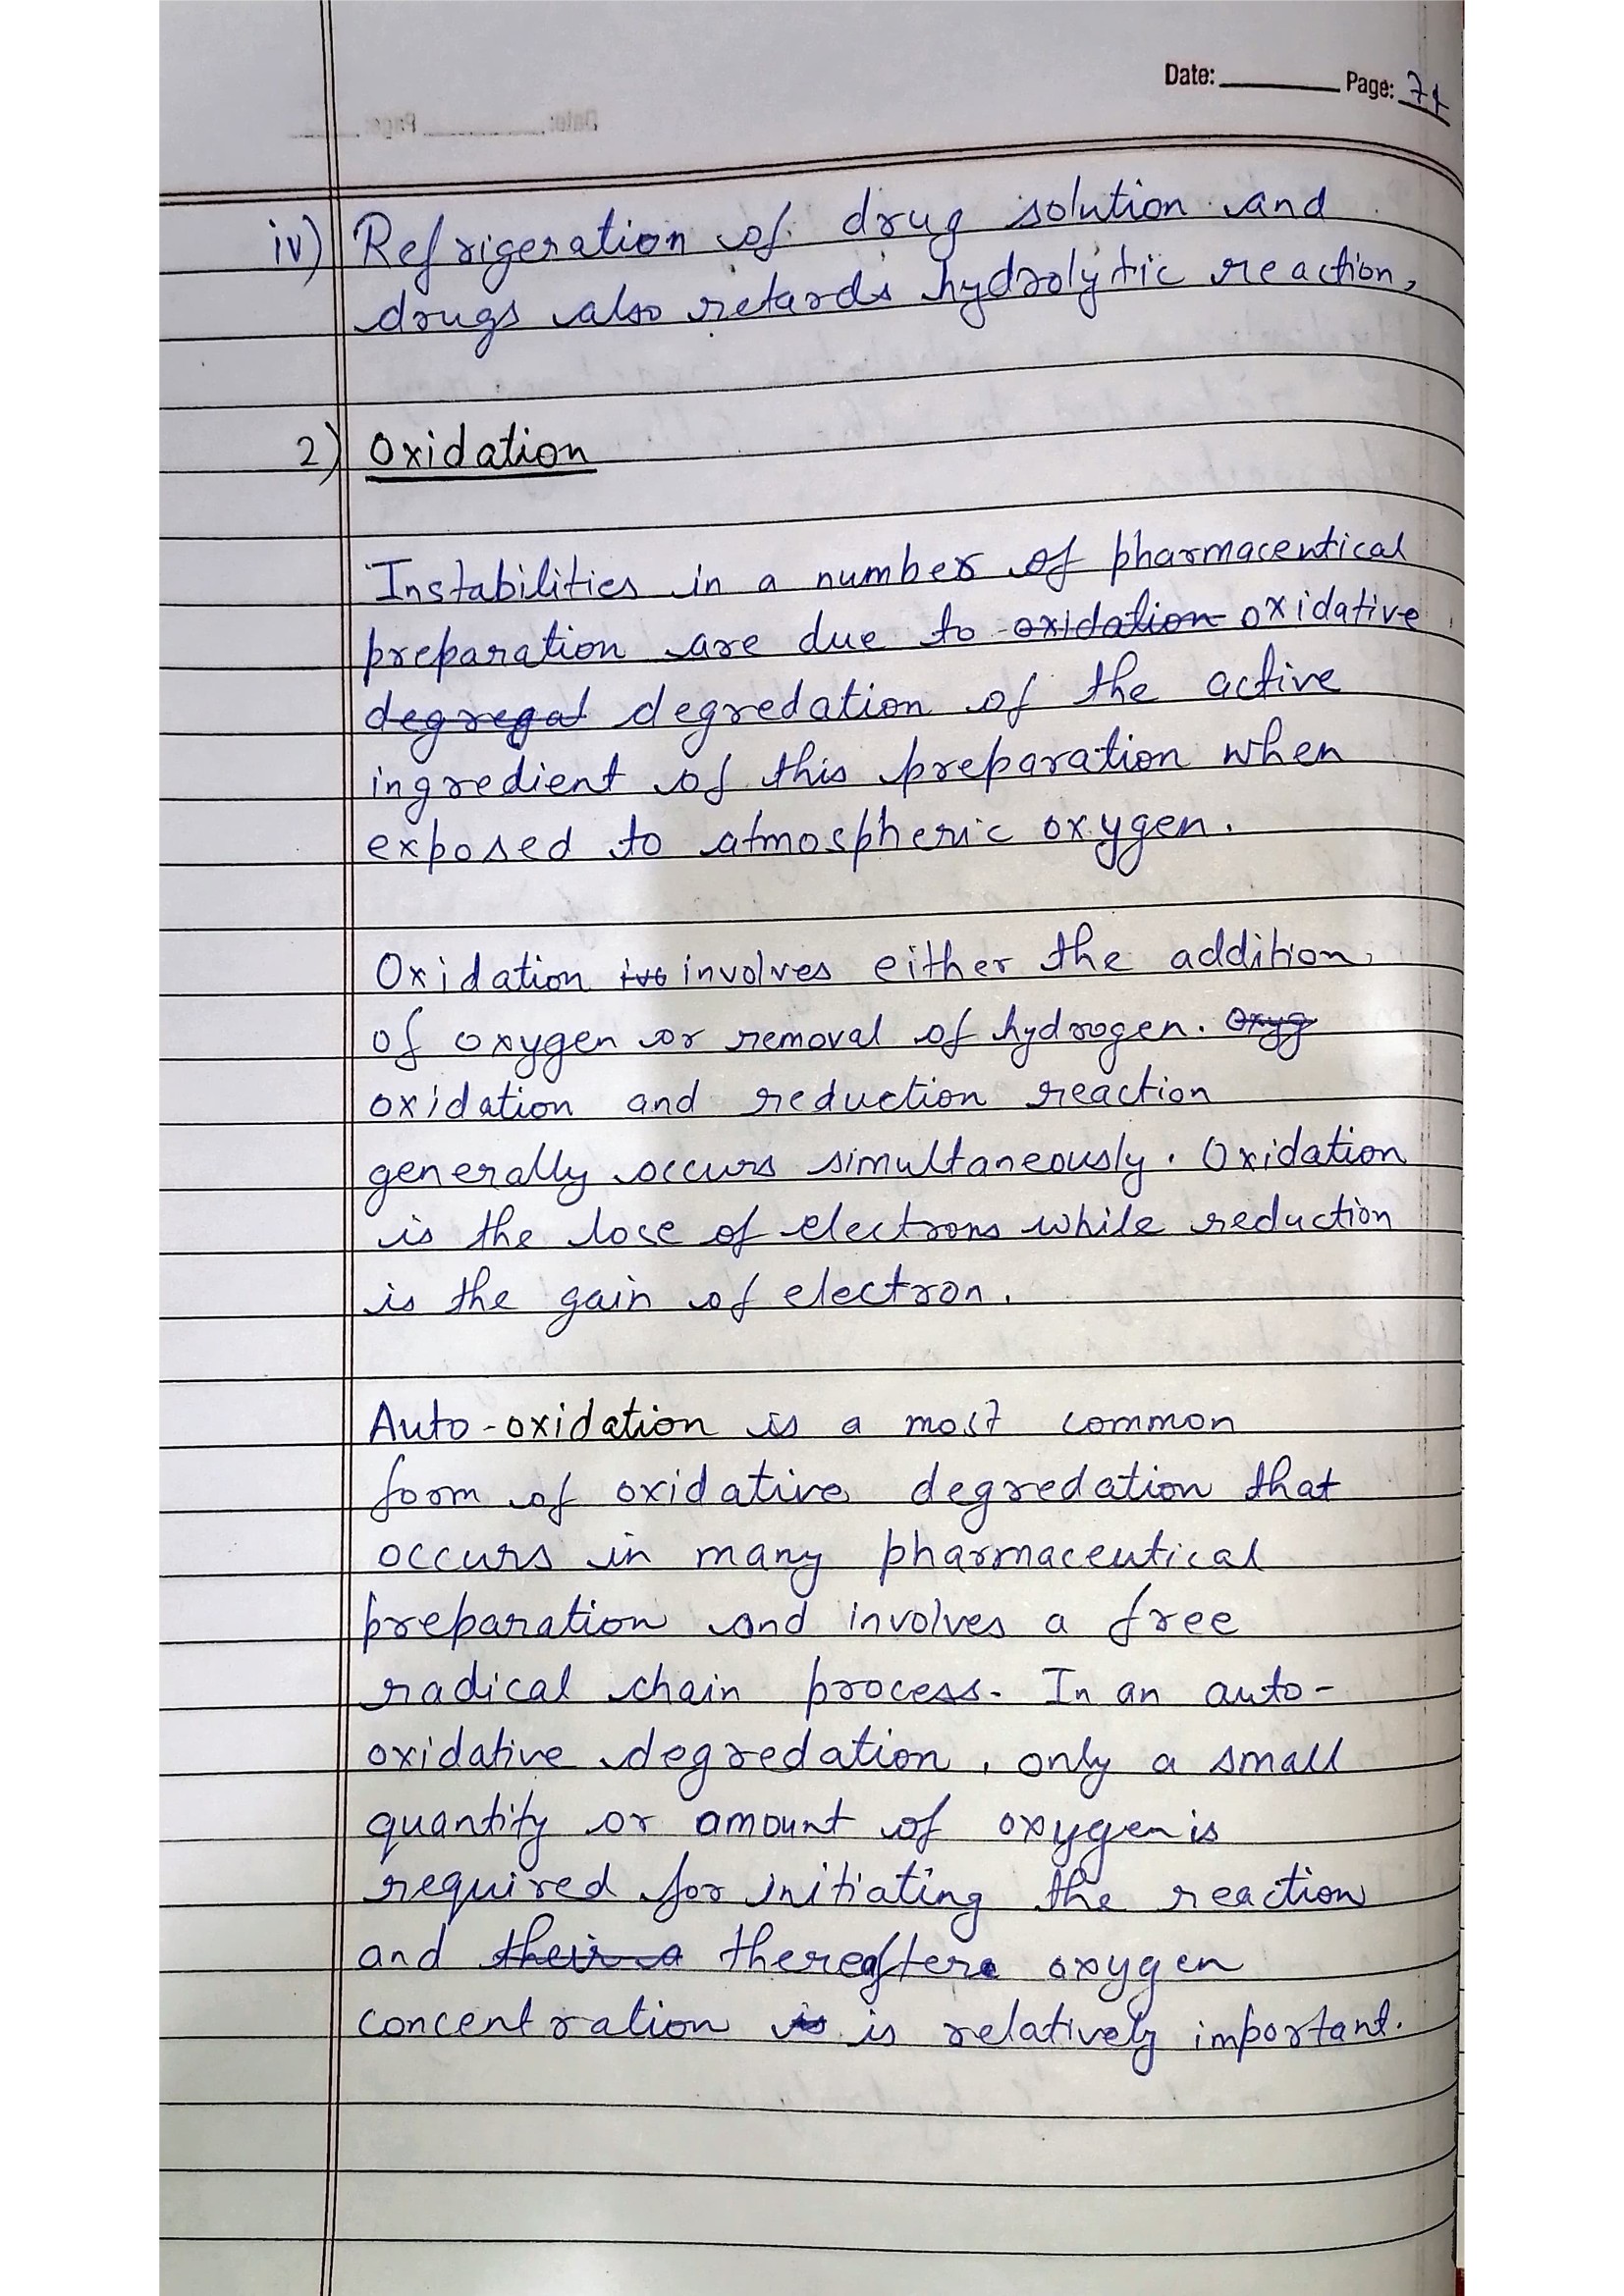 Date: ________ Page: 71
iv) Refrigeration of drug solution and
drugs also retards hydrolytic reaction,
2) Oxidation
Instabilities in a number of pharmaceutical
preparation are due to oxidation oxidative
degregat degredation of the active
ingredient of this preparation when
exposed to atmospheric oxygen.
Oxidation involves either the addition
of oxygen or removal of hydrogen. Oxyg
oxidation and reduction reaction
generally occurs simultaneously. Oxidation
is the lose of electrons while reduction
is the gain of electron.
Auto-oxidation is a most common
form of oxidative degredation that
occurs in many pharmaceutical
preparation and involves a free
radical chain process. In an auto-
oxidative degredation, only a small
quantity or amount of oxygen is
required for initiating the reaction
and their a thereafter oxygen
concentration is is relatively important.